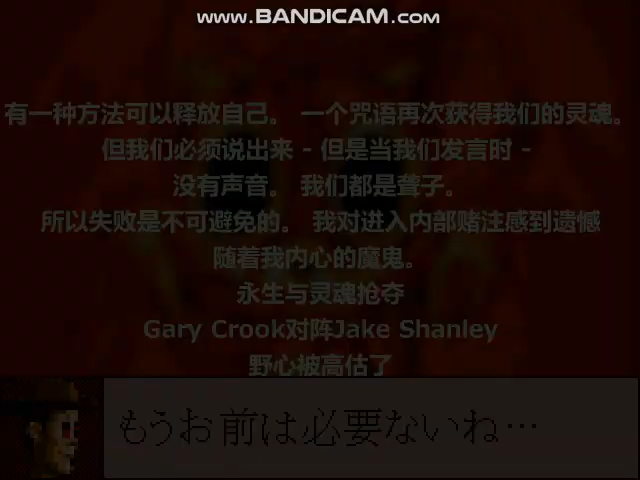 www.BANDICAM.com
有一种方法可以释放自己。 一个咒语再次获得我们的灵魂。
但我们必须说出来 - 但是当我们发言时 -
没有声音。 我们都是聋子。
所以失败是不可避免的。 我对进入内部赌注感到遗憾
随着我内心的魔鬼。
永生与灵魂抢夺
Gary Crook对阵Jake Shanley
野心被高估了
もうお前は必要ないね…